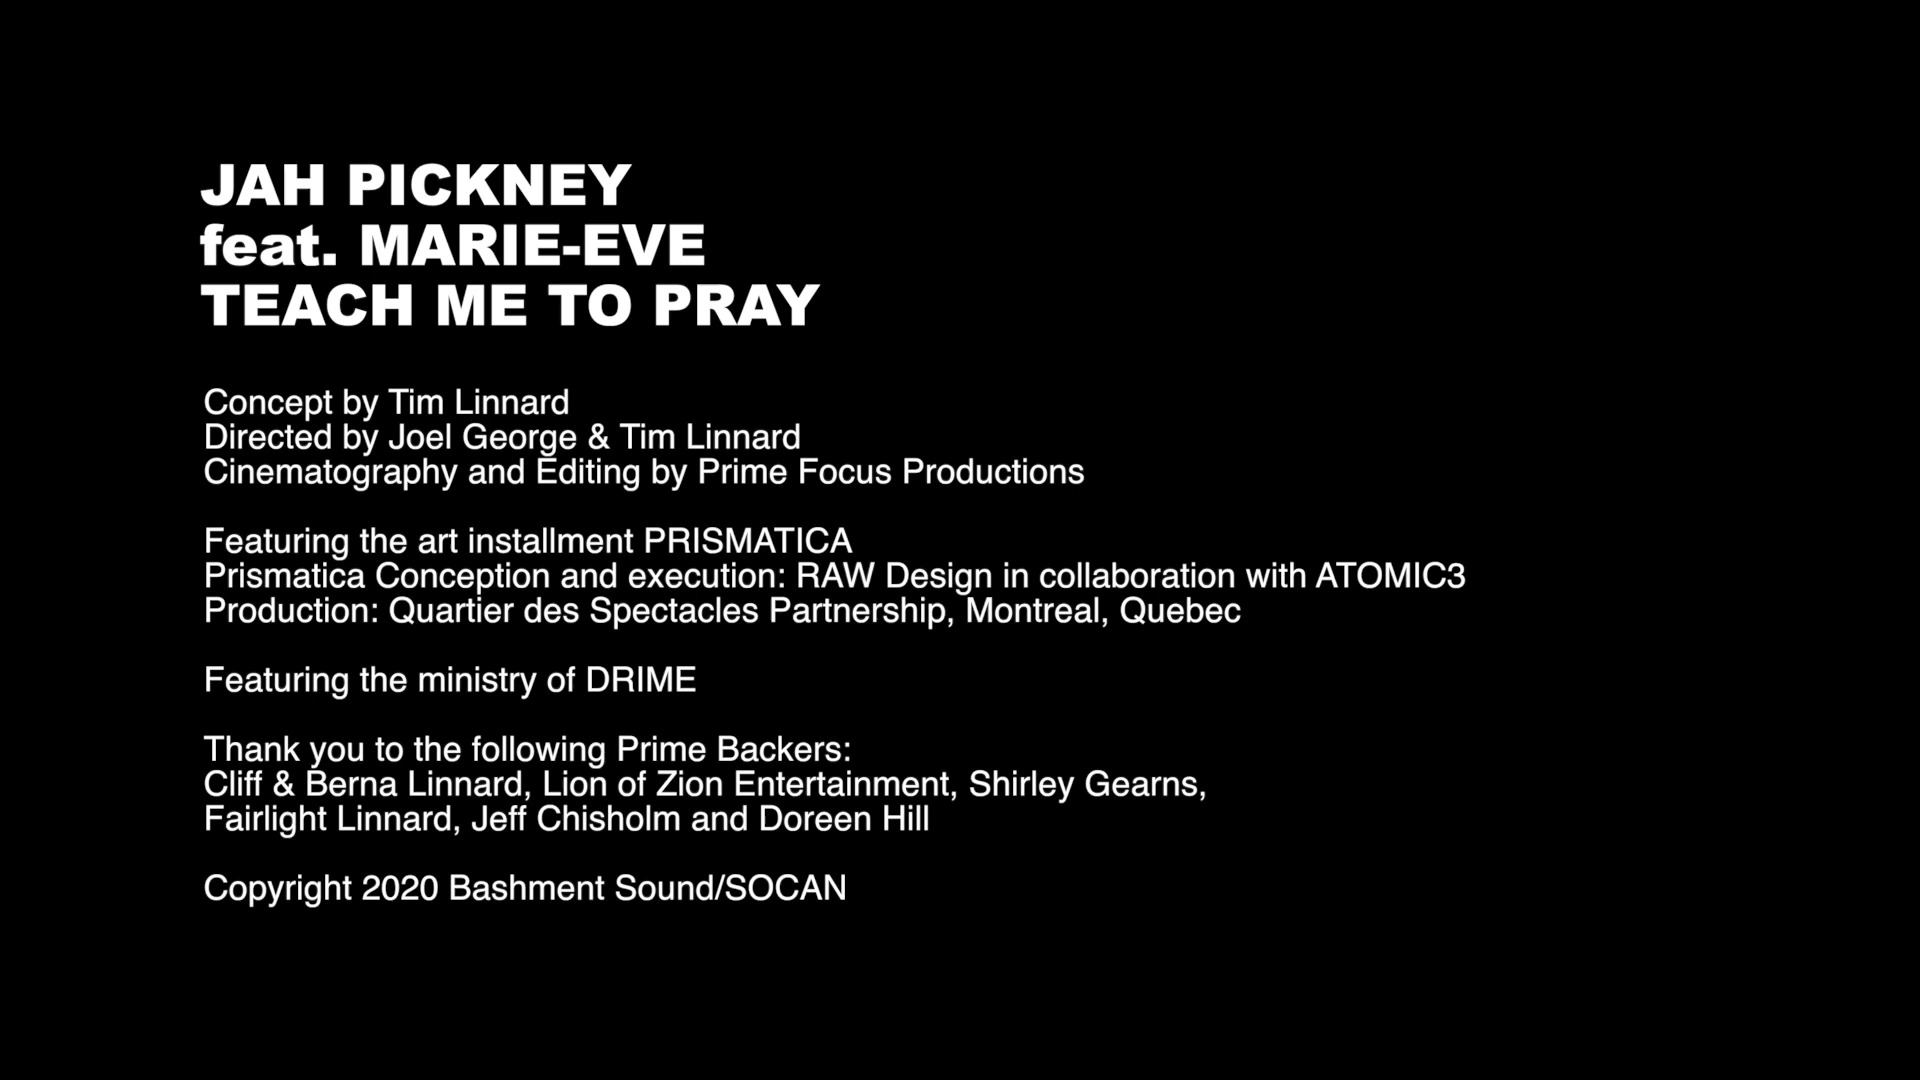 JAH PICKNEY
feat. MARIE-EVE
TEACH ME TO PRAY
Concept by Tim Linnard
Directed by Joel George & Tim Linnard
Cinematography and Editing by Prime Focus Productions
Featuring the art installment PRISMATICA
Prismatica Conception and execution: RAW Design in collaboration with ATOMIC3
Production: Quartier des Spectacles Partnership, Montreal, Quebec
Featuring the ministry of DRIME
Thank you to the following Prime Backers:
Cliff & Berna Linnard, Lion of Zion Entertainment, Shirley Gearns,
Fairlight Linnard, Jeff Chisholm and Doreen Hill
Copyright 2020 Bashment Sound/SOCAN